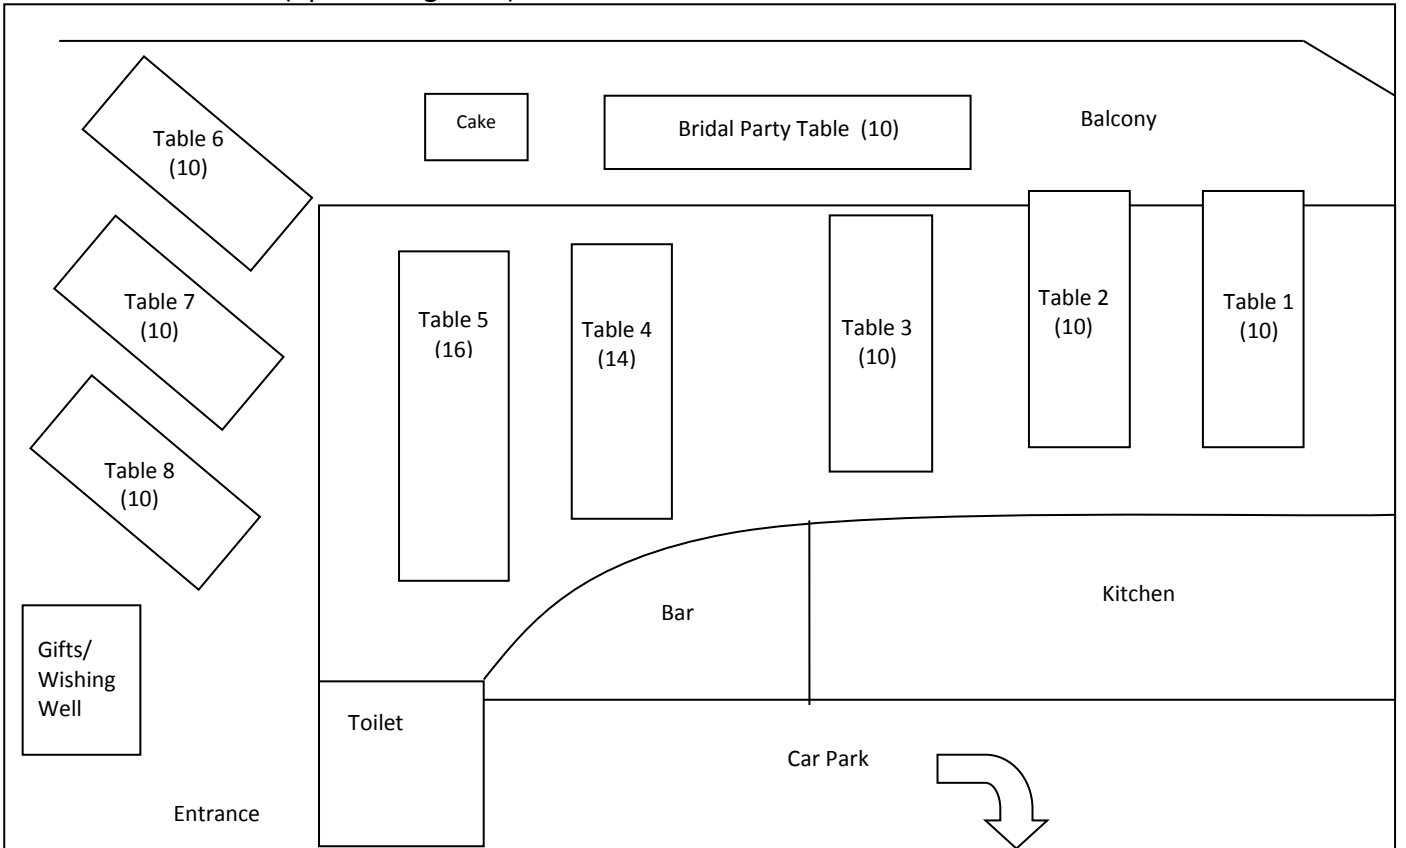 Cake
Bridal Party Table (10)
Balcony
Table 6
(10)
Table 7
(10)
Table 8
(10)
Table 5
(16)
Table 4
(14)
Table 3
(10)
Table 2
(10)
Table 1
(10)
Gifts/
Wishing
Well
Bar
Kitchen
Toilet
Car Park
Entrance